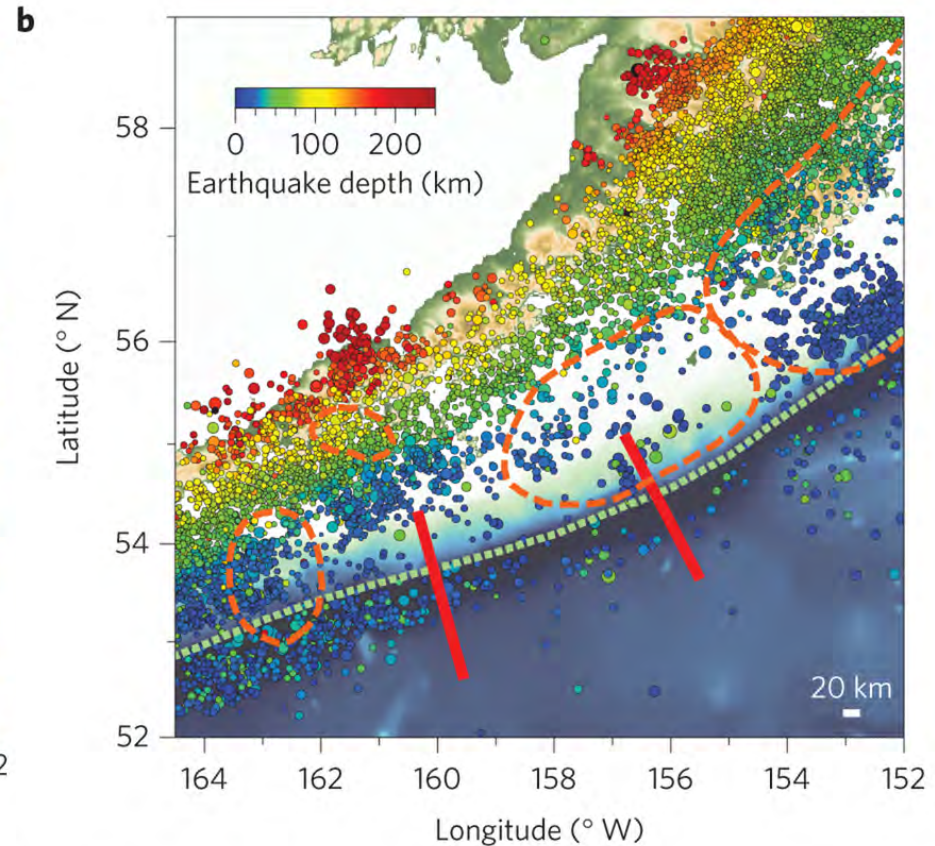 b
0 100 200
Earthquake depth (km)
58
56
54
52
Latitude (° N)
20 km
2
164 162 160 158 156 154 152
Longitude (° W)